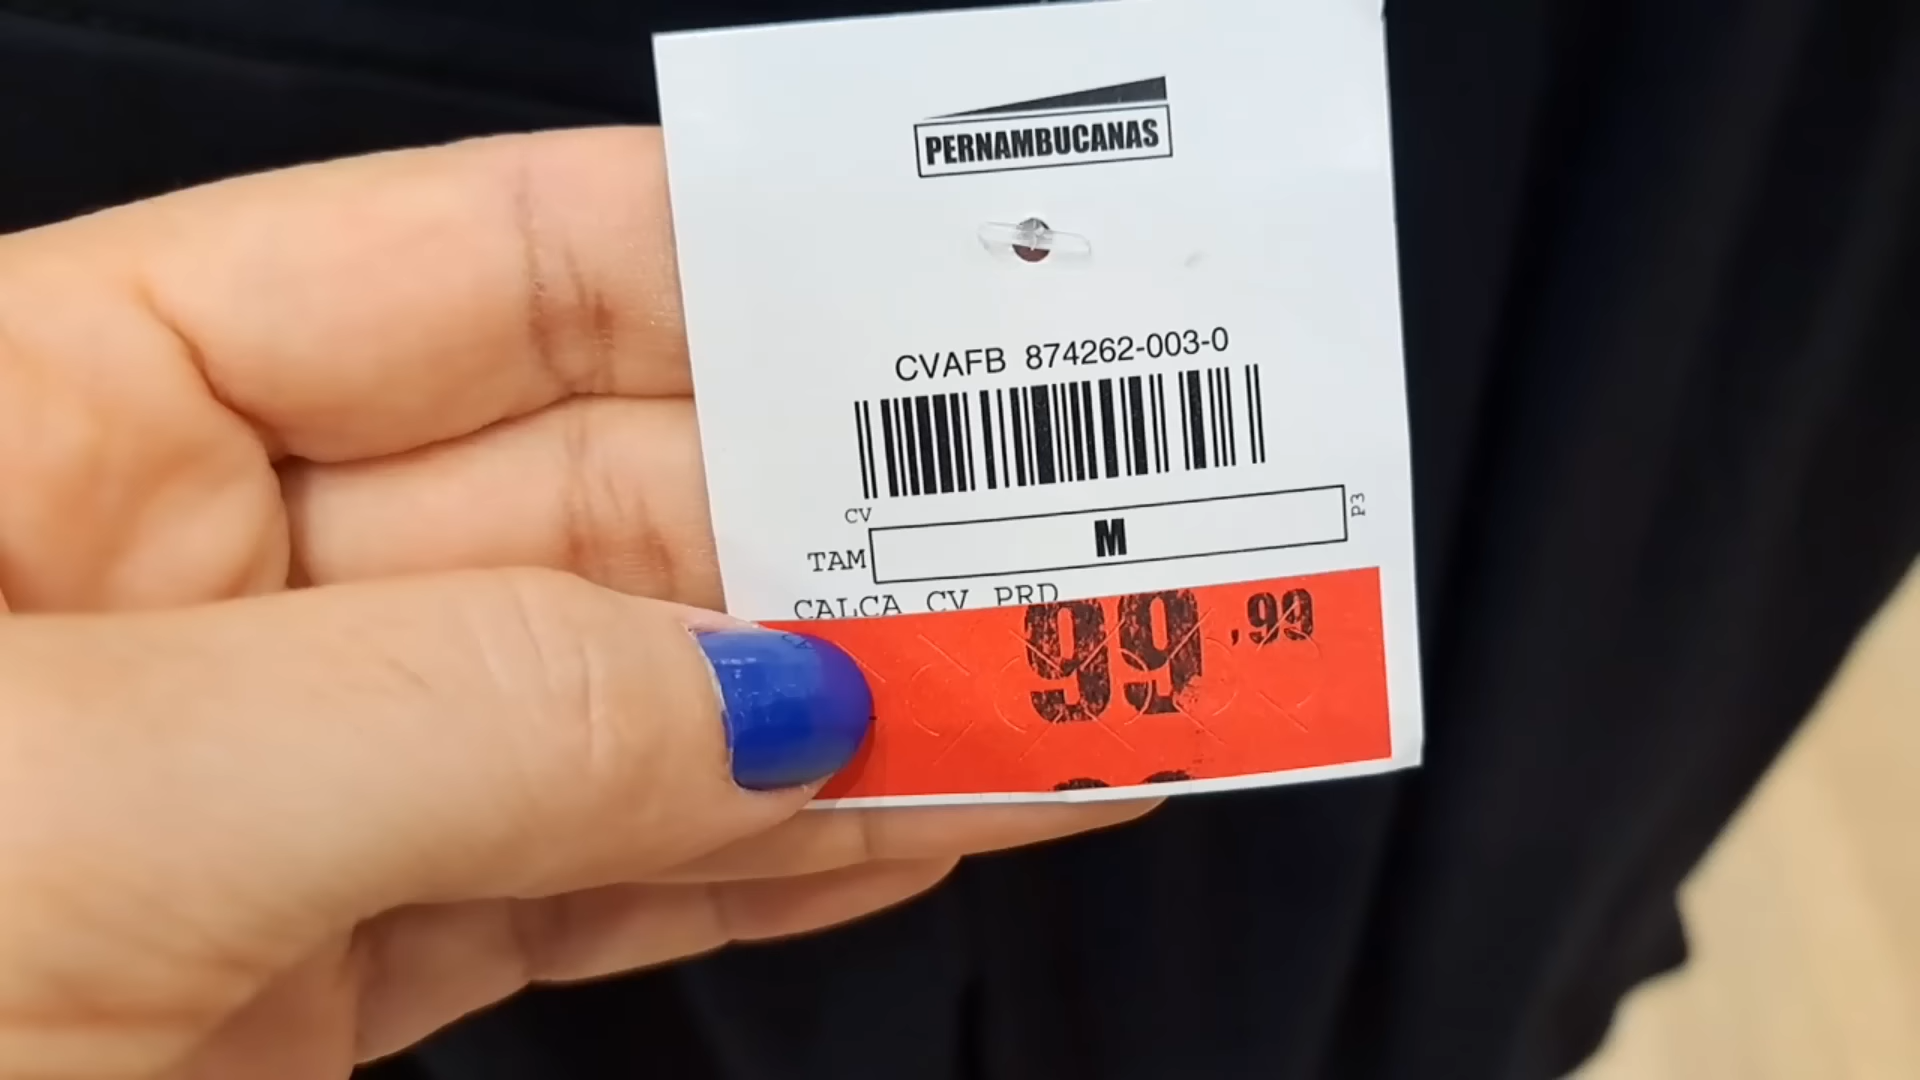 PERNAMBUCANAS
CVAFB 874262-003-0
CV
P3
TAM M
CALCA CV PRD
99,99